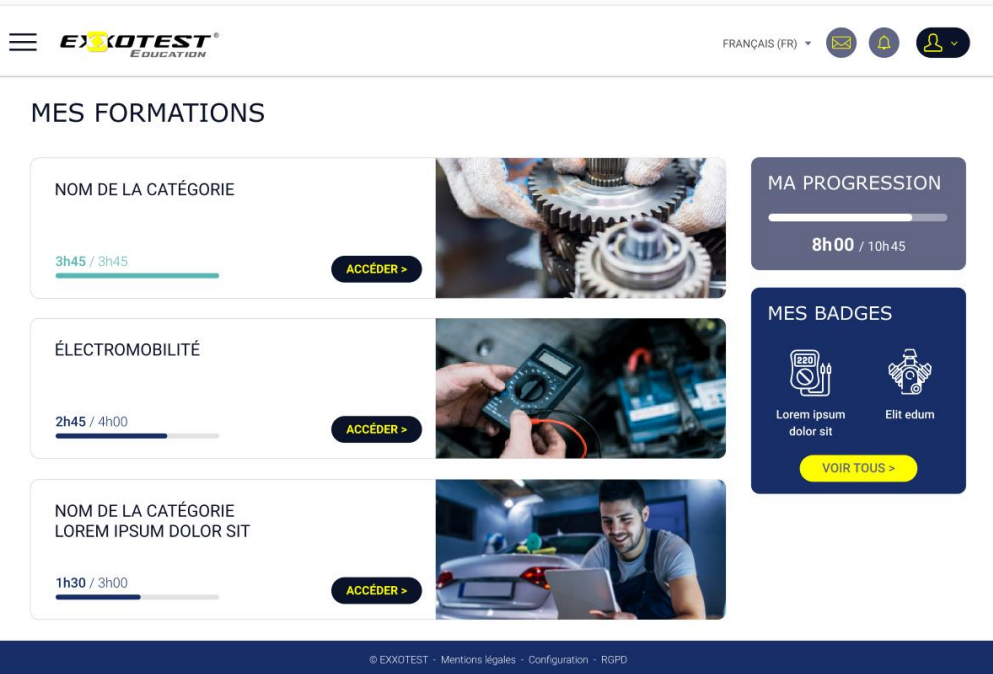 EXXOTEST®
EDUCATION
FRANÇAIS (FR)
MES FORMATIONS
NOM DE LA CATÉGORIE
3h45 / 3h45
ACCÉDER >
ÉLECTROMOBILITÉ
2h45 / 4h00
ACCÉDER >
NOM DE LA CATÉGORIE
LOREM IPSUM DOLOR SIT
1h30 / 3h00
ACCÉDER >
MA PROGRESSION
8h00 / 10h45
MES BADGES
220
Lorem ipsum
dolor sit
Elit edum
VOIR TOUS >
© EXXOTEST - Mentions légales - Configuration - RGPD